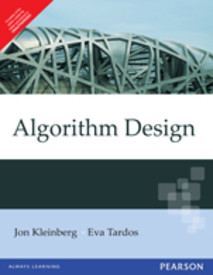 Algorithm Design
Jon Kleinberg Eva Tardos
ALWAYS LEARNING
PEARSON